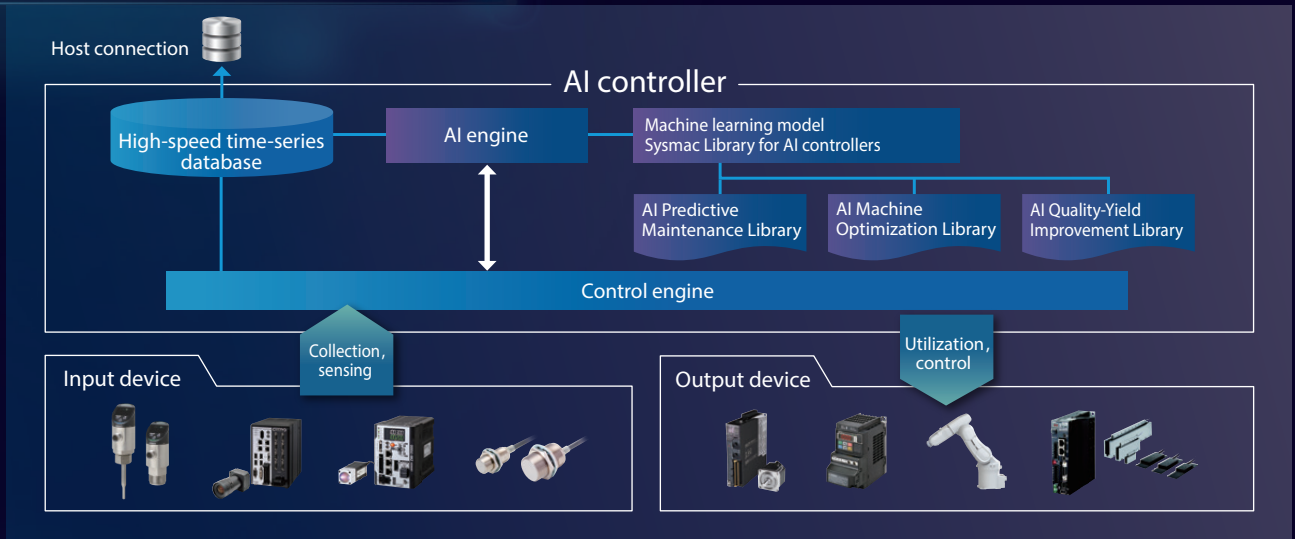 Host connection
AI controller
High-speed time-series
database
AI engine
Machine learning model
Sysmac Library for AI controllers
AI Predictive
Maintenance Library
AI Machine
Optimization Library
AI Quality-Yield
Improvement Library
Control engine
Collection,
sensing
Utilization,
control
Input device
Output device